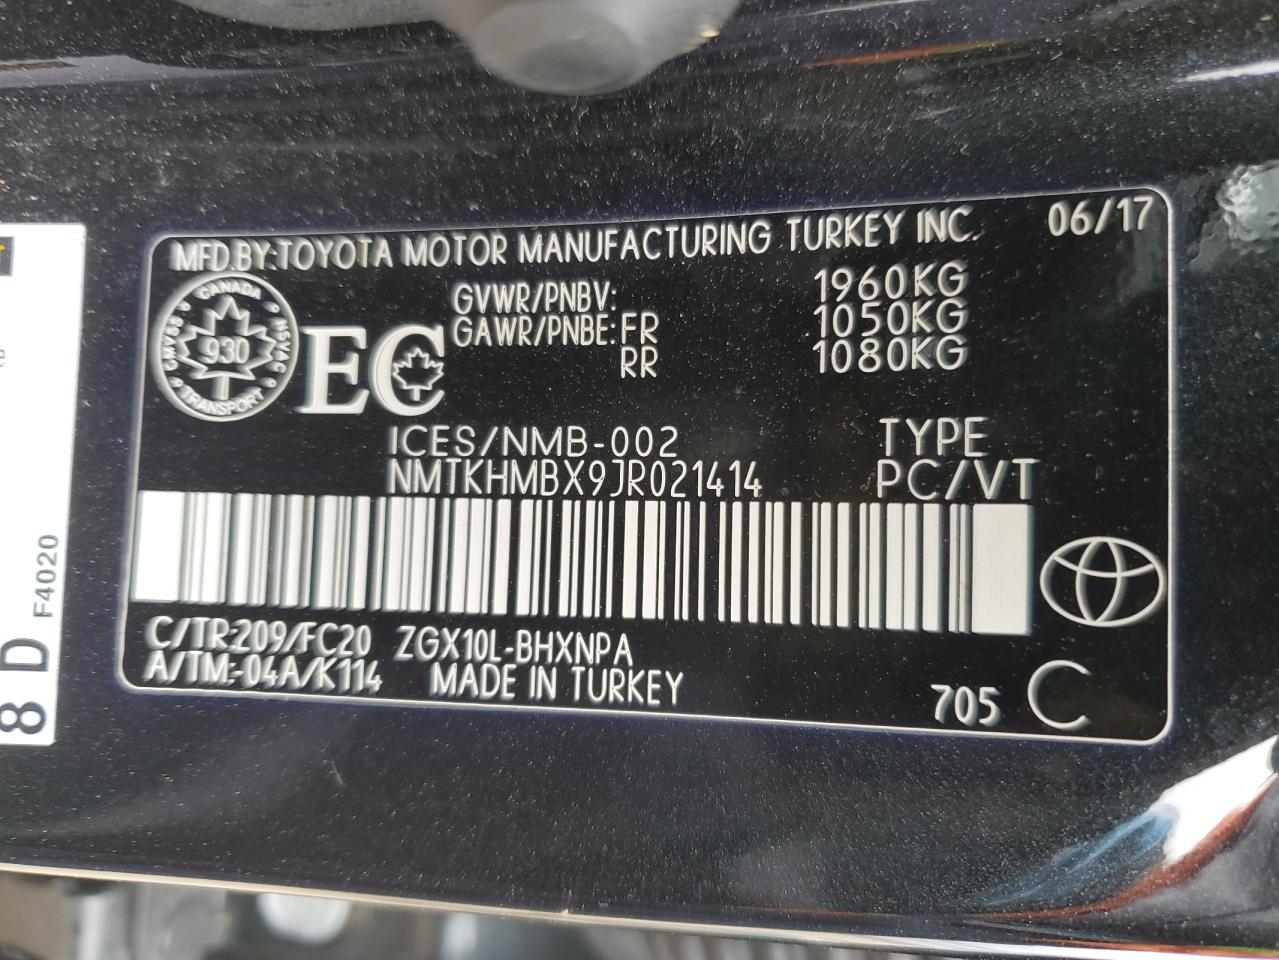 MFD.BY:TOYOTA MOTOR MANUFACTURING TURKEY INC. 06/17
GVWR/PNBV: 1960KG
GAWR/PNBE: FR 1050KG
RR 1080KG
CANADA
CMVSS NSVAC
930
TRANSPORT
EC
ICES/NMB-002 TYPE
NMTKHMBX9JR021414 PC/VT
C/TR:209/FC20 ZGX10L-BHXNPA
A/TM:-04A/K114 MADE IN TURKEY
705 C
8 D
F4020